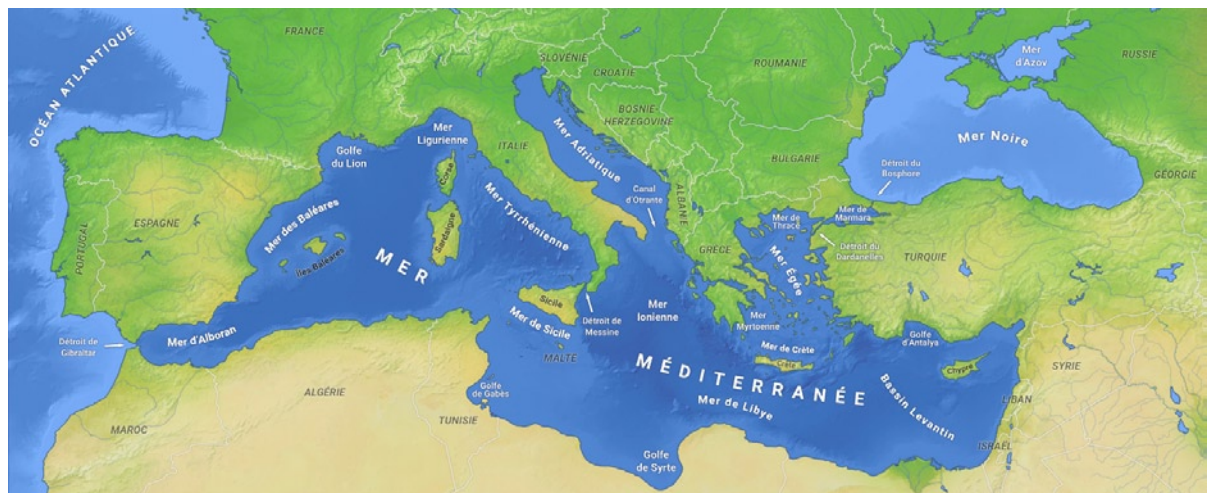 OCÉAN ATLANTIQUE
FRANCE
SLOVÉNIE
CROATIE
ROUMANIE
Mer
d'Azov
RUSSIE
BOSNIE-
HERZEGOVINE
Golfe
du Lion
Mer
Ligurienne
ITALIE
Mer Adriatique
Mer Noire
BULGARIE
Détroit du
Bosphore
GÉORGIE
Corse
Canal
d'Otrante
ALBANIE
PORTUGAL
ESPAGNE
Mer des Baléares
Îles Baléares
Sardaigne
Mer Tyrrhénienne
Mer de
Thrace
Mer de
Marmara
GRÈCE
Détroit du
Dardanelles
TURQUIE
Mer Égée
MER
Sicile
Détroit de
Messine
Mer
Ionienne
Mer
Myrtoenne
Mer de Sicile
MALTE
Détroit de
Gibraltar
Mer d'Alboran
Mer de Crète
Crète
Golfe
d'Antalya
Chypre
SYRIE
MÉDITERRANÉE
Mer de Libye
Bassin Levantin
LIBAN
ISRAËL
MAROC
ALGÉRIE
TUNISIE
Golfe
de Gabès
Golfe
de Syrte